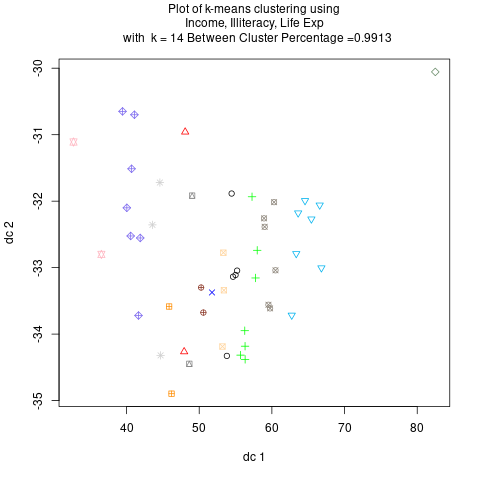 Plot of k-means clustering using
Income, Illiteracy, Life Exp
with k = 14 Between Cluster Percentage =0.9913
dc 2
-30
-31
-32
-33
-34
-35
40 50 60 70 80
dc 1